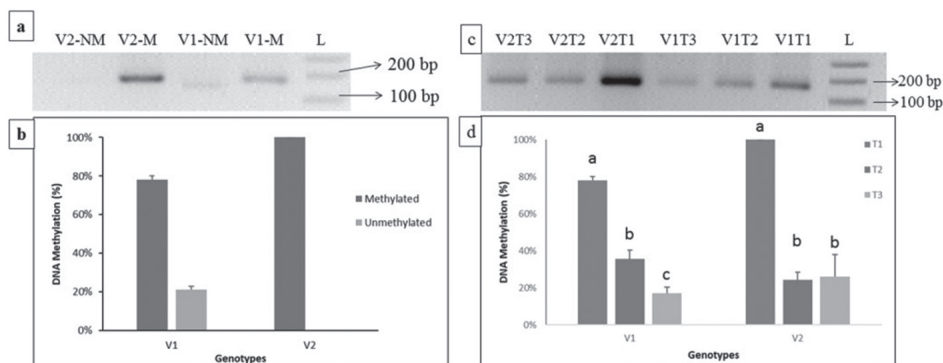 a
V2-NM V2-M V1-NM V1-M L
200 bp
100 bp
b
100%
80%
60%
40%
20%
0%
DNA Methylation (%)
V1 V2
Genotypes
Methylated
Unmethylated
c
V2T3 V2T2 V2T1 V1T3 V1T2 V1T1 L
200 bp
100 bp
d
100%
80%
60%
40%
20%
0%
DNA Methylation (%)
a b c
a b b
V1 V2
Genotypes
T1
T2
T3